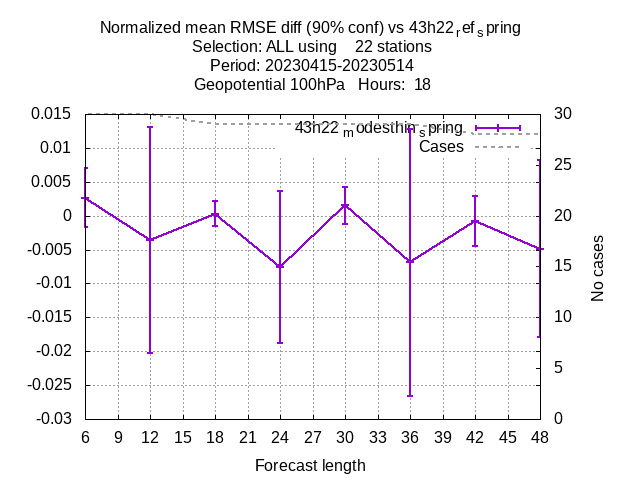 Normalized mean RMSE diff (90% conf) vs 43h22refspring
Selection: ALL using 22 stations
Period: 20230415-20230514
Geopotential 100hPa Hours: 18
43h22modesthinspring
Cases
0.015
0.01
0.005
0
-0.005
-0.01
-0.015
-0.02
-0.025
-0.03
30
25
20
15
10
5
0
No cases
6 9 12 15 18 21 24 27 30 33 36 39 42 45 48
Forecast length